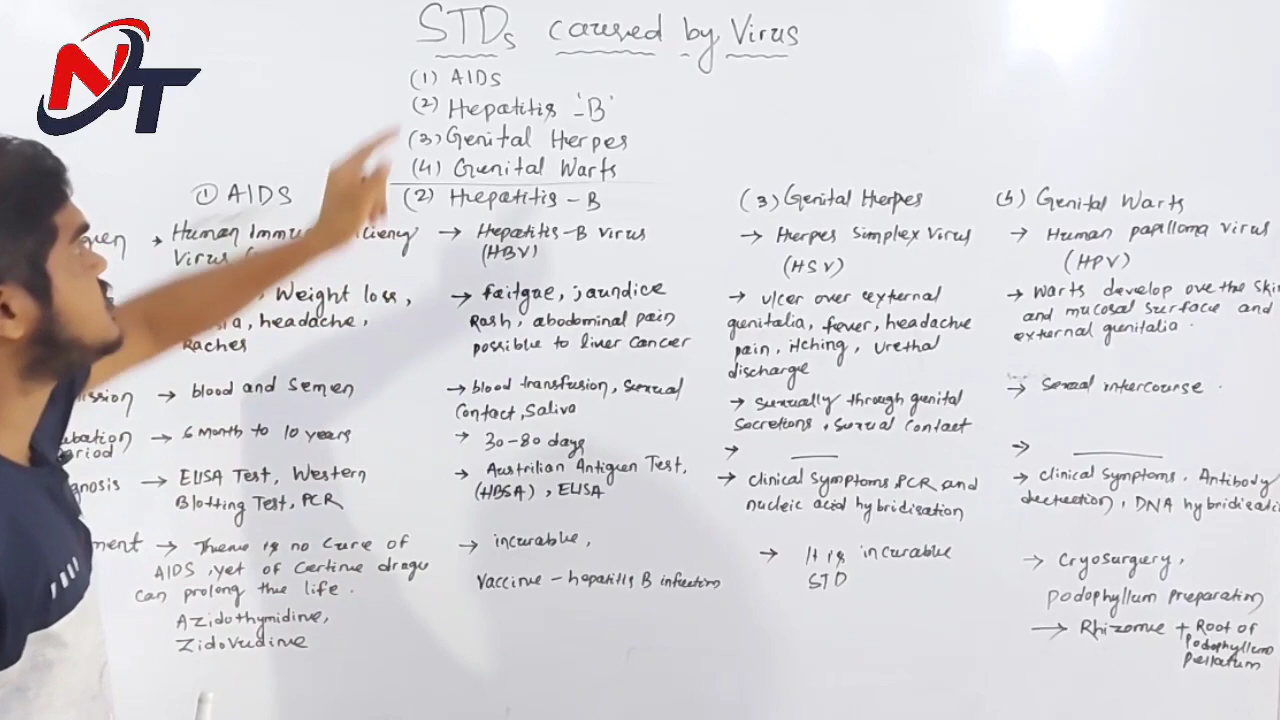 NT
STDs caused by Virus
(1) AIDS
(2) Hepatitis - 'B'
(3) Genital Herpes
(4) Genital Warts
① AIDS
→ Human Immu
Virus
Weight loss,
headache,
Raches
→ blood and Semen
→ 6 Month to 10 years
→ ELISA Test, Western
Blotting Test, PCR
→ There is no Cure of
AIDS, yet of Certine drags
can prolong the life.
Azidothymidine,
Zidovudine
(2) Hepatitis - B
→ Hepatitis-B virus
(HBV)
→ faitgue, jaundice
Rash, abodominal pain
possible to liver cancer
→ blood transfusion, sexual
Contact, Saliva
→ 30-80 days
→ Austrilian Antigen Test,
(HBSA), ELISA
→ incurable,
Vaccine - hepatitis B infection
(3) Genital Herpes
→ Herpes Simplex Virus
(HSV)
→ ulcer over external
genitalia, fever, headache
pain, itching, urethal
discharge
→ sexually through genital
Secretions, sexual contact
→ ___
→ clinical symptoms PCR and
nucleic acid hybridisation
→ It is incurable
STD
Genital Warts
→ Human papilloma virus
(HPV)
→ Warts develop ove the skin
and mucosal surface and
external genitalia.
→ sexual intercourse.
→ ___
→ clinical symptoms, Antibody
DNA
→ Cryosurgery,
Podophyllum preparation
→ Rhizome + Root of
Podophyllum
Peltatum